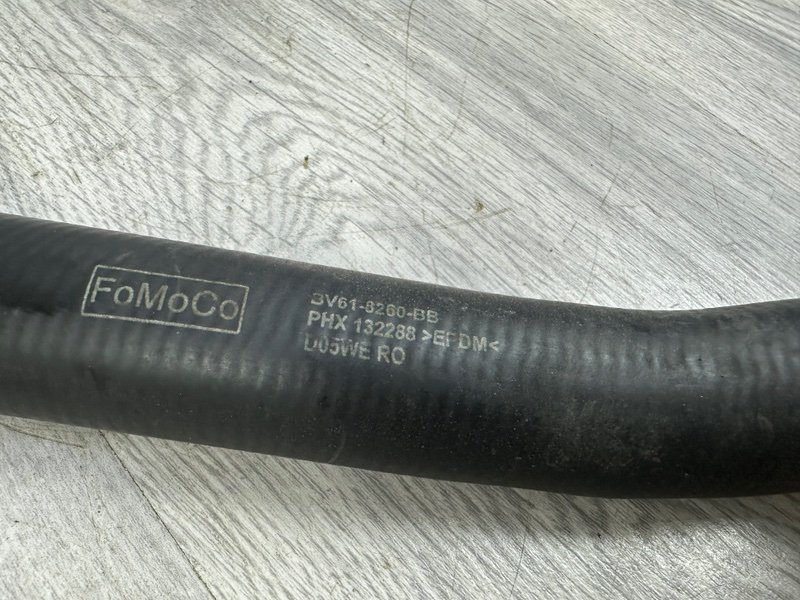 FoMoCo
BV61-8260-BB
PHX 132288 >EPDM<
D05WE RO